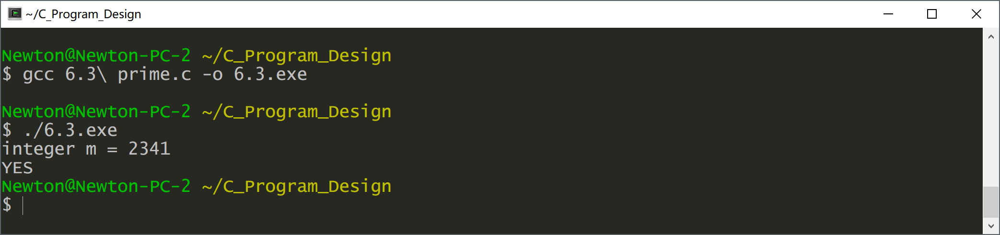 ~/C_Program_Design
Newton@Newton-PC-2 ~/C_Program_Design
$ gcc 6.3\ prime.c -o 6.3.exe
Newton@Newton-PC-2 ~/C_Program_Design
$ ./6.3.exe
integer m = 2341
YES
Newton@Newton-PC-2 ~/C_Program_Design
$